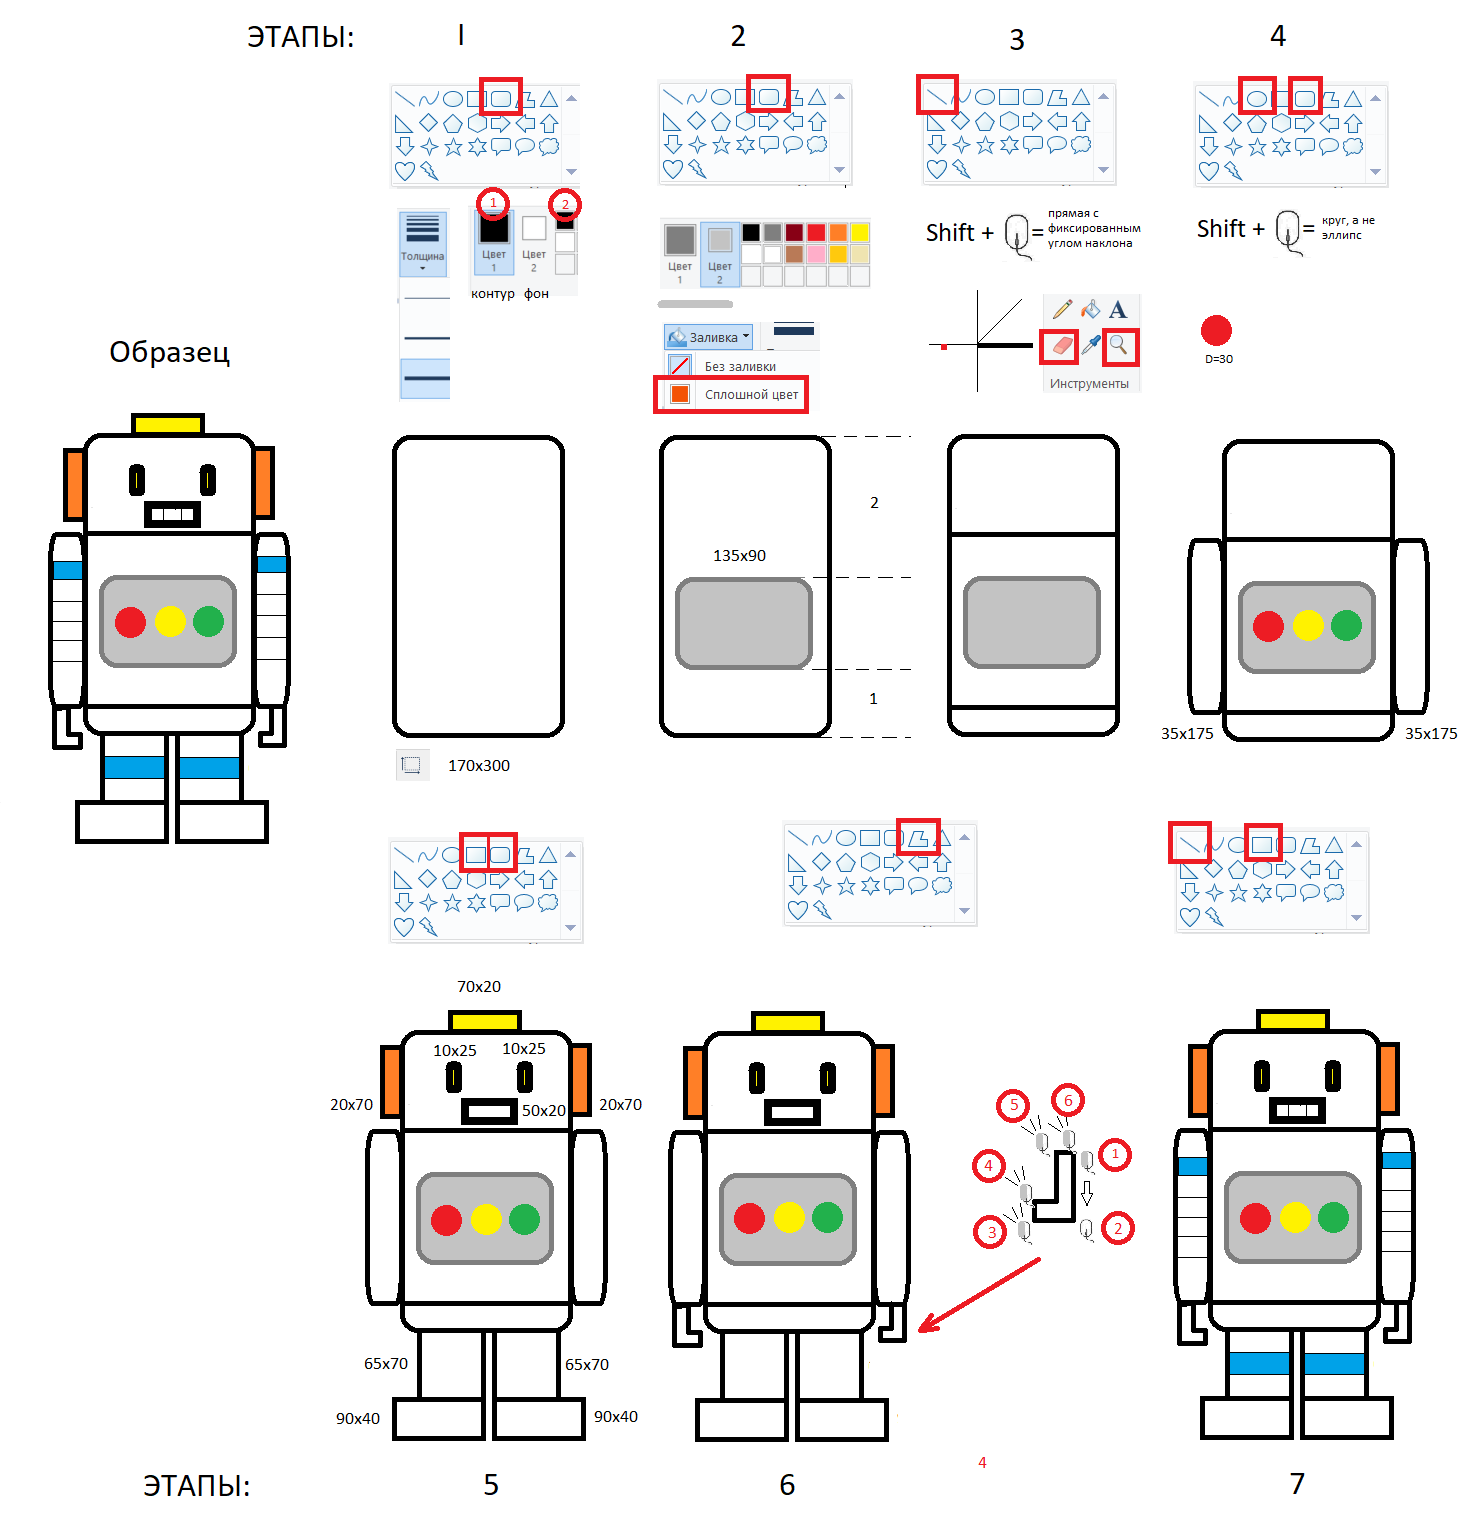 ЭТАПЫ: I 2 3 4
1 2
Толщина
Цвет 1
Цвет 2
контур фон
Цвет 1
Цвет 2
Заливка
Без заливки
Сплошной цвет
Shift + = прямая с
фиксированным
углом наклона
A
Инструменты
Shift + = круг, а не
эллипс
D=30
Образец
170x300
135x90
2
1
35x175 35x175
70x20
10x25 10x25
20x70 50x20 20x70
65x70 65x70
90x40 90x40
5 6
4 1
3 2
4
ЭТАПЫ: 5 6 7